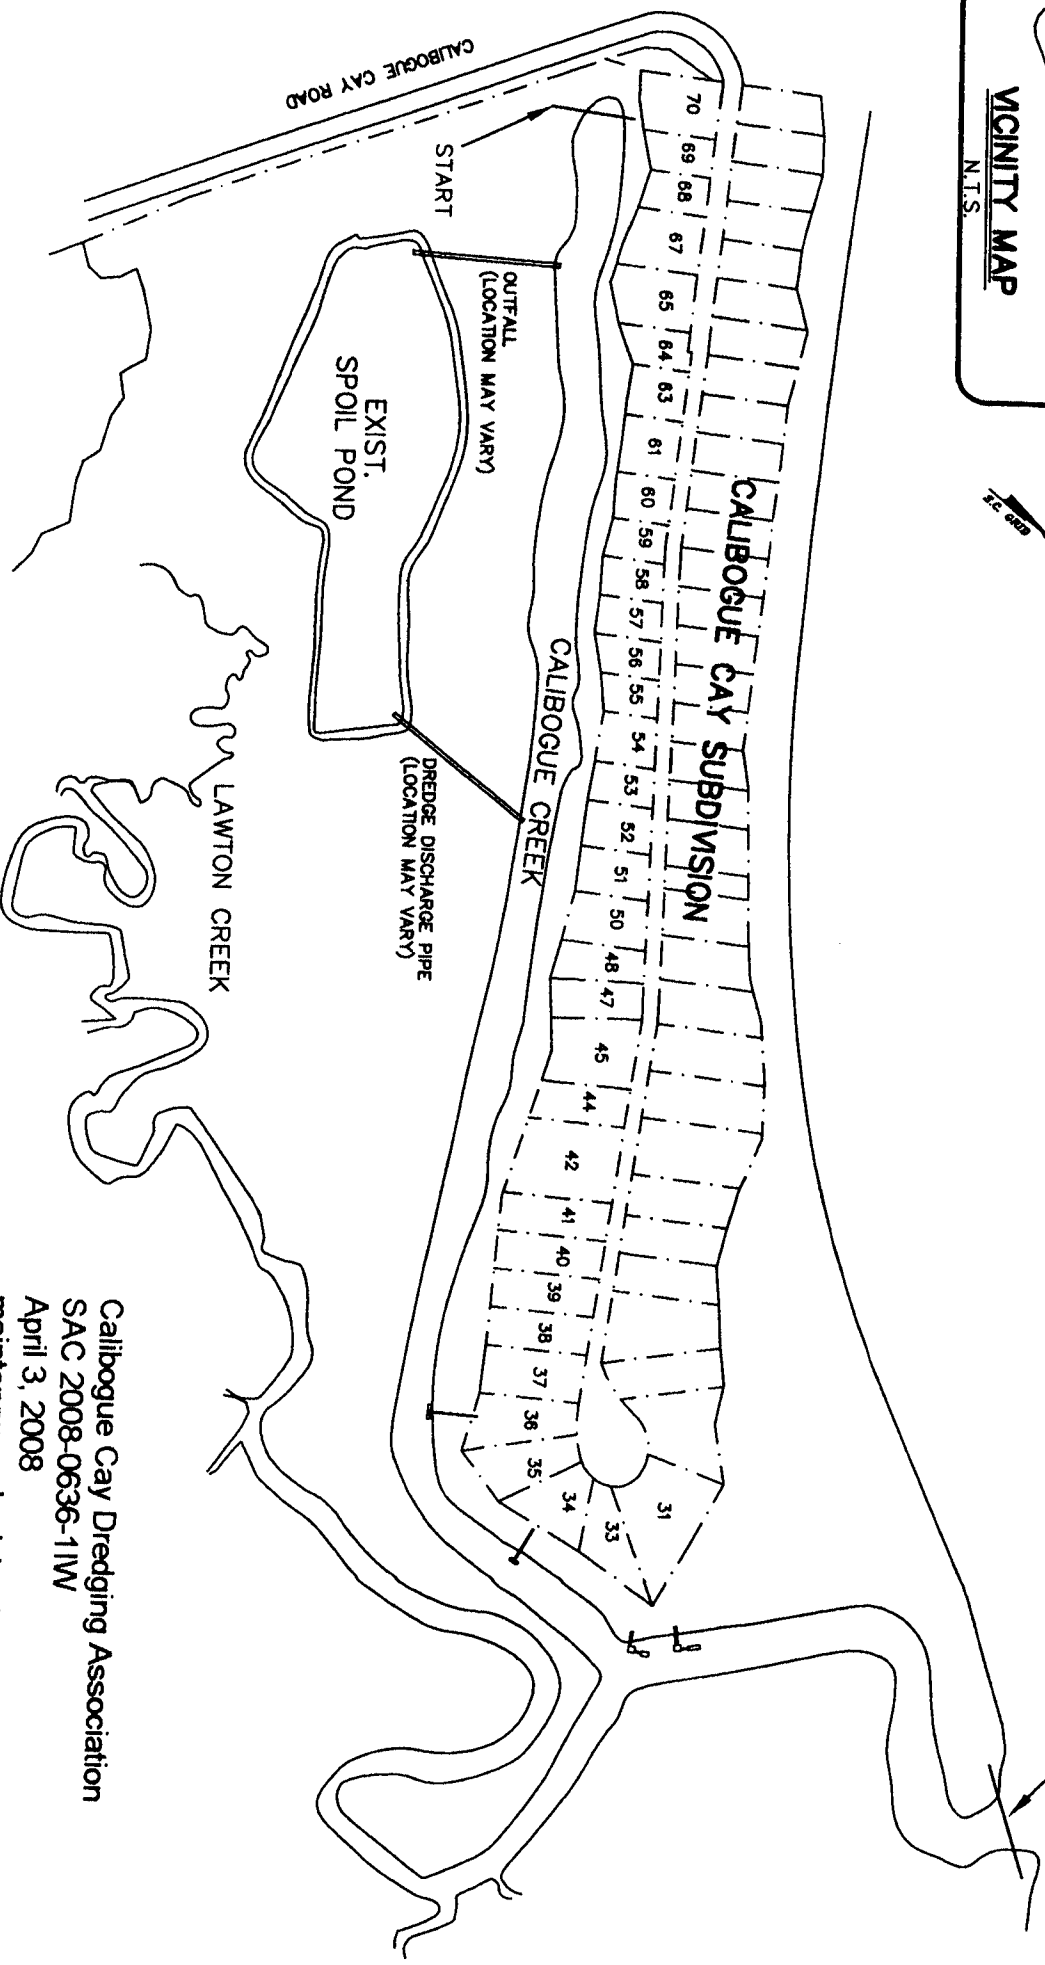 VICINITY MAP
N.T.S.
S.C. GRID
CALIBOGUE CAY ROAD
START
70
69
68
67
65
64
63
61
60
59
58
57
56
55
54
53
52
51
50
48
47
45
44
42
41
40
39
38
37
36
35
34
33
31
CALIBOGUE CAY SUBDIVISION
OUTFALL
(LOCATION MAY VARY)
EXIST.
SPOIL POND
CALIBOGUE CREEK
DREDGE DISCHARGE PIPE
(LOCATION MAY VARY)
LAWTON CREEK
Calibogue Cay Dredging Association
SAC 2008-0636-1IW
April 3, 2008